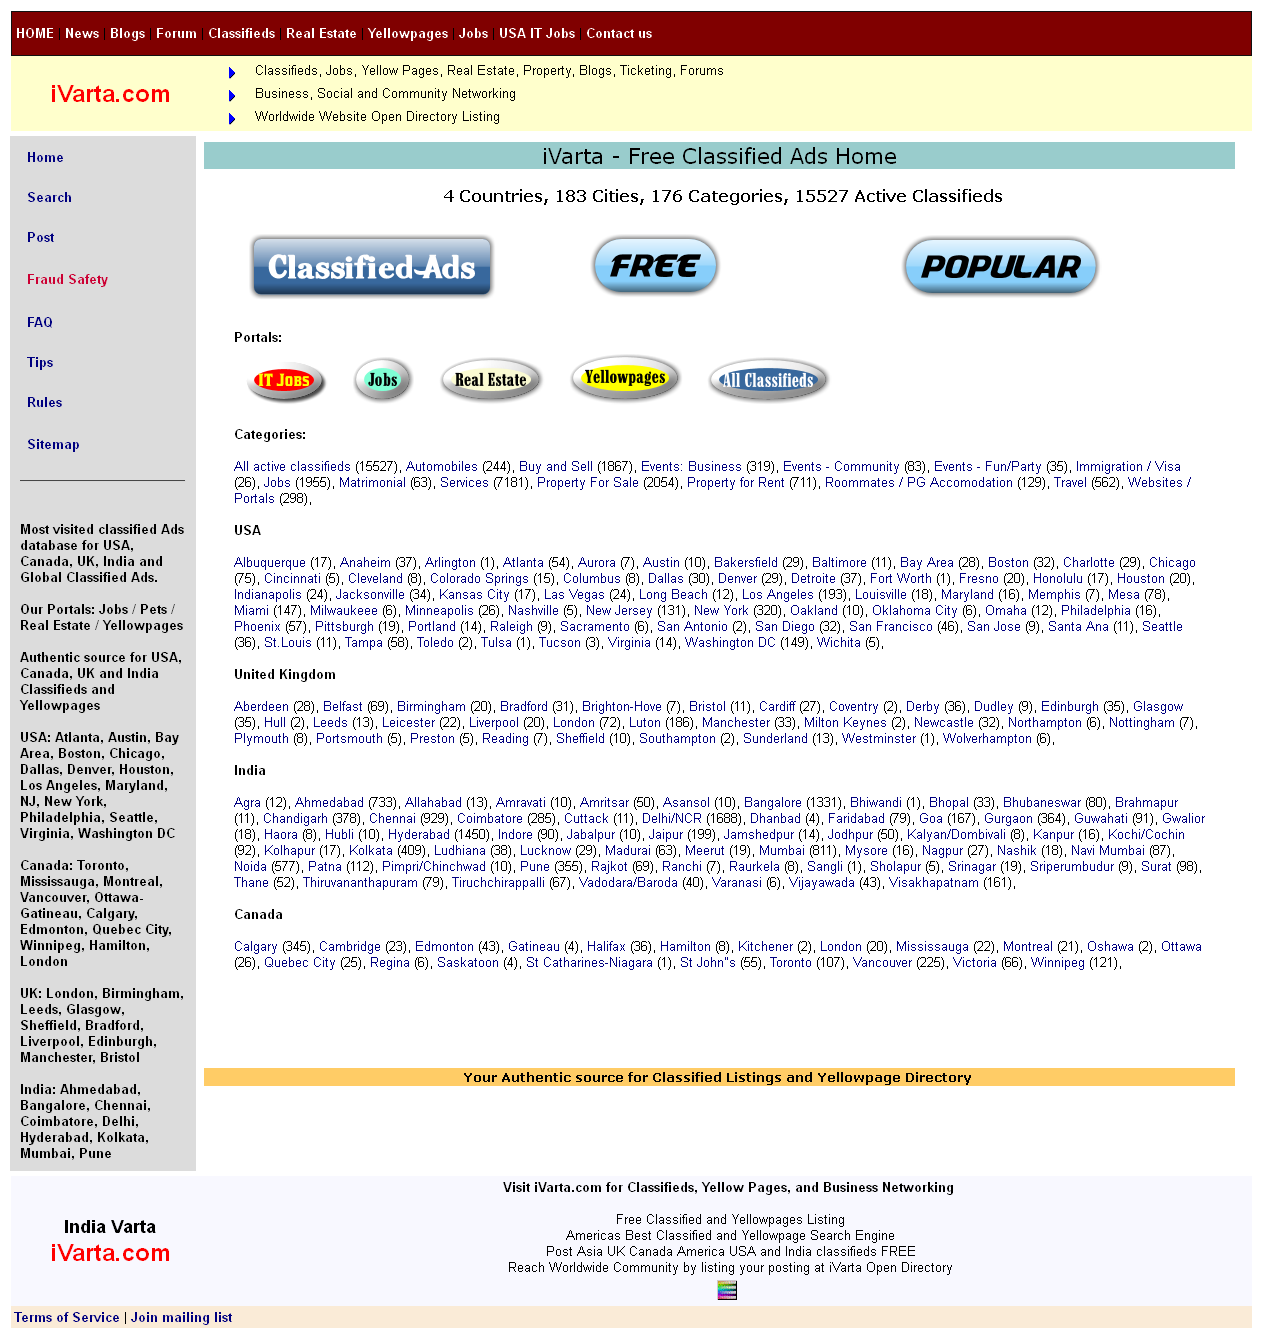 HOME | News | Blogs | Forum | Classifieds | Real Estate | Yellowpages | Jobs | USA IT Jobs | Contact us
iVarta.com
Classifieds, Jobs, Yellow Pages, Real Estate, Property, Blogs, Ticketing, Forums
Business, Social and Community Networking
Worldwide Website Open Directory Listing
Home
Search
Post
Fraud Safety
FAQ
Tips
Rules
Sitemap
Most visited classified Ads
database for USA,
Canada, UK, India and
Global Classified Ads.
Our Portals: Jobs / Pets /
Real Estate / Yellowpages
Authentic source for USA,
Canada, UK and India
Classifieds and
Yellowpages
USA: Atlanta, Austin, Bay
Area, Boston, Chicago,
Dallas, Denver, Houston,
Los Angeles, Maryland,
NJ, New York,
Philadelphia, Seattle,
Virginia, Washington DC
Canada: Toronto,
Mississauga, Montreal,
Vancouver, Ottawa-
Gatineau, Calgary,
Edmonton, Quebec City,
Winnipeg, Hamilton,
London
UK: London, Birmingham,
Leeds, Glasgow,
Sheffield, Bradford,
Liverpool, Edinburgh,
Manchester, Bristol
India: Ahmedabad,
Bangalore, Chennai,
Coimbatore, Delhi,
Hyderabad, Kolkata,
Mumbai, Pune
iVarta - Free Classified Ads Home
4 Countries, 183 Cities, 176 Categories, 15527 Active Classifieds
Classified-Ads FREE POPULAR
Portals:
IT Jobs Jobs Real Estate Yellowpages All Classifieds
Categories:
All active classifieds (15527), Automobiles (244), Buy and Sell (1867), Events: Business (319), Events - Community (83), Events - Fun/Party (35), Immigration / Visa
(26), Jobs (1955), Matrimonial (63), Services (7181), Property For Sale (2054), Property for Rent (711), Roommates / PG Accomodation (129), Travel (562), Websites /
Portals (298),
USA
Albuquerque (17), Anaheim (37), Arlington (1), Atlanta (54), Aurora (7), Austin (10), Bakersfield (29), Baltimore (11), Bay Area (28), Boston (32), Charlotte (29), Chicago
(75), Cincinnati (5), Cleveland (8), Colorado Springs (15), Columbus (8), Dallas (30), Denver (29), Detroite (37), Fort Worth (1), Fresno (20), Honolulu (17), Houston (20),
Indianapolis (24), Jacksonville (34), Kansas City (17), Las Vegas (24), Long Beach (12), Los Angeles (193), Louisville (18), Maryland (16), Memphis (7), Mesa (78),
Miami (147), Milwaukeee (6), Minneapolis (26), Nashville (5), New Jersey (131), New York (320), Oakland (10), Oklahoma City (6), Omaha (12), Philadelphia (16),
Phoenix (57), Pittsburgh (19), Portland (14), Raleigh (9), Sacramento (6), San Antonio (2), San Diego (32), San Francisco (46), San Jose (9), Santa Ana (11), Seattle
(36), St.Louis (11), Tampa (58), Toledo (2), Tulsa (1), Tucson (3), Virginia (14), Washington DC (149), Wichita (5),
United Kingdom
Aberdeen (28), Belfast (69), Birmingham (20), Bradford (31), Brighton-Hove (7), Bristol (11), Cardiff (27), Coventry (2), Derby (36), Dudley (9), Edinburgh (35), Glasgow
(35), Hull (2), Leeds (13), Leicester (22), Liverpool (20), London (72), Luton (186), Manchester (33), Milton Keynes (2), Newcastle (32), Northampton (6), Nottingham (7),
Plymouth (8), Portsmouth (5), Preston (5), Reading (7), Sheffield (10), Southampton (2), Sunderland (13), Westminster (1), Wolverhampton (6),
India
Agra (12), Ahmedabad (733), Allahabad (13), Amravati (10), Amritsar (50), Asansol (10), Bangalore (1331), Bhiwandi (1), Bhopal (33), Bhubaneswar (80), Brahmapur
(11), Chandigarh (378), Chennai (929), Coimbatore (285), Cuttack (11), Delhi/NCR (1688), Dhanbad (4), Faridabad (79), Goa (167), Gurgaon (364), Guwahati (91), Gwalior
(18), Haora (8), Hubli (10), Hyderabad (1450), Indore (90), Jabalpur (10), Jaipur (199), Jamshedpur (14), Jodhpur (50), Kalyan/Dombivali (8), Kanpur (16), Kochi/Cochin
(92), Kolhapur (17), Kolkata (409), Ludhiana (38), Lucknow (29), Madurai (63), Meerut (19), Mumbai (811), Mysore (16), Nagpur (27), Nashik (18), Navi Mumbai (87),
Noida (577), Patna (112), Pimpri/Chinchwad (10), Pune (355), Rajkot (69), Ranchi (7), Raurkela (8), Sangli (1), Sholapur (5), Srinagar (19), Sriperumbudur (9), Surat (98),
Thane (52), Thiruvananthapuram (79), Tiruchchirappalli (67), Vadodara/Baroda (40), Varanasi (6), Vijayawada (43), Visakhapatnam (161),
Canada
Calgary (345), Cambridge (23), Edmonton (43), Gatineau (4), Halifax (36), Hamilton (8), Kitchener (2), London (20), Mississauga (22), Montreal (21), Oshawa (2), Ottawa
(26), Quebec City (25), Regina (6), Saskatoon (4), St Catharines-Niagara (1), St John"s (55), Toronto (107), Vancouver (225), Victoria (66), Winnipeg (121),
Your Authentic source for Classified Listings and Yellowpage Directory
India Varta
iVarta.com
Visit iVarta.com for Classifieds, Yellow Pages, and Business Networking
Free Classified and Yellowpages Listing
Americas Best Classified and Yellowpage Search Engine
Post Asia UK Canada America USA and India classifieds FREE
Reach Worldwide Community by listing your posting at iVarta Open Directory
Terms of Service | Join mailing list